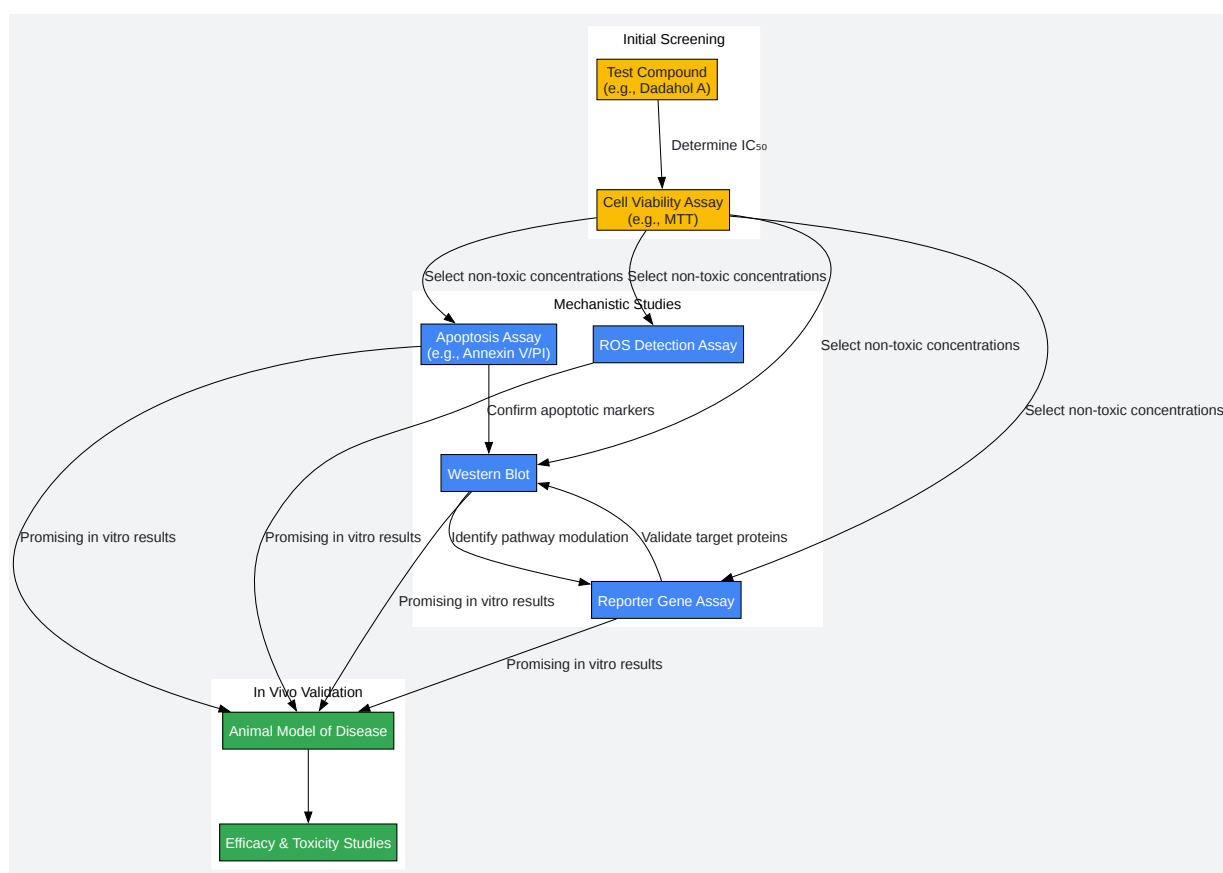 Initial Screening
Test Compound
(e.g., Dadahol A)
Determine IC₅₀
Cell Viability Assay
(e.g., MTT)
Select non-toxic concentrations
Select non-toxic concentrations
Mechanistic Studies
Apoptosis Assay
(e.g., Annexin V/PI)
ROS Detection Assay
Select non-toxic concentrations
Confirm apoptotic markers
Select non-toxic concentrations
Western Blot
Promising in vitro results
Promising in vitro results
Identify pathway modulation
Validate target proteins
Promising in vitro results
Reporter Gene Assay
Promising in vitro results
In Vivo Validation
Animal Model of Disease
Efficacy & Toxicity Studies